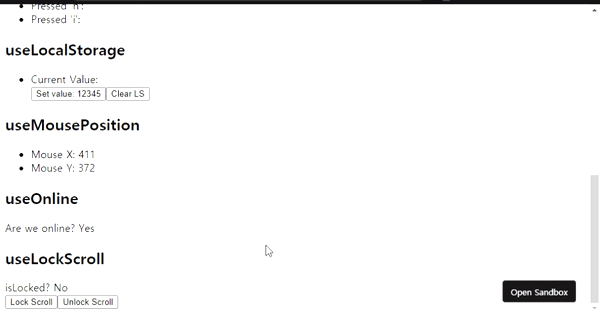 Pressed 'h':
Pressed 'i':
useLocalStorage
Current Value:
Set value: 12345 Clear LS
useMousePosition
Mouse X: 411
Mouse Y: 372
useOnline
Are we online? Yes
useLockScroll
isLocked? No
Lock Scroll Unlock Scroll
Open Sandbox